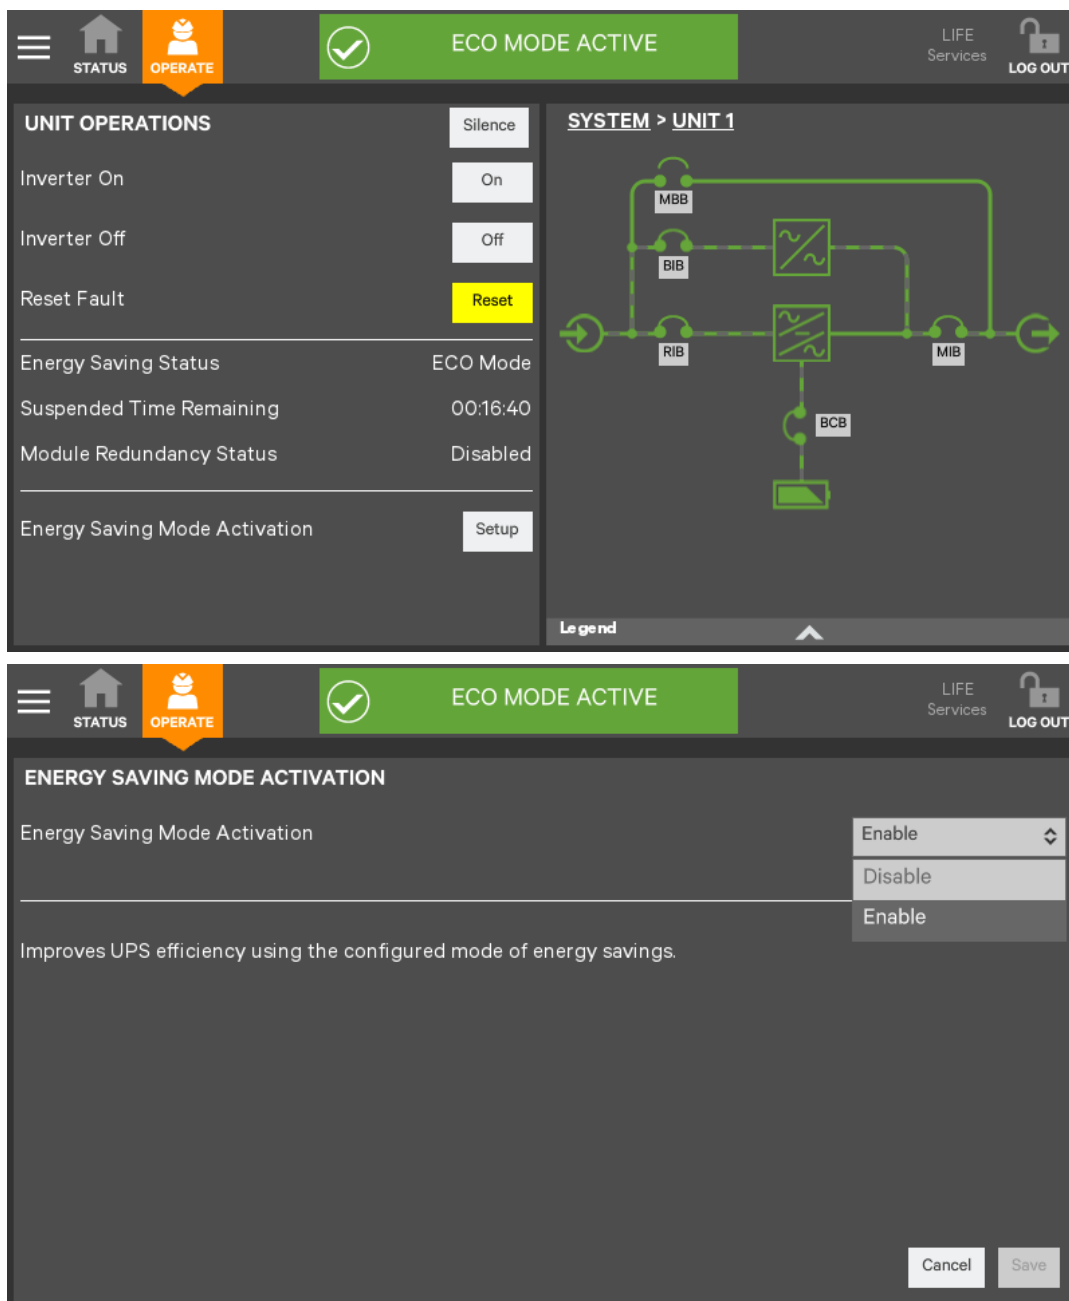 STATUS
OPERATE
ECO MODE ACTIVE
LIFE
Services
LOG OUT
UNIT OPERATIONS
Silence
SYSTEM > UNIT 1
Inverter On
On
Inverter Off
Off
Reset Fault
Reset
Energy Saving Status
ECO Mode
Suspended Time Remaining
00:16:40
Module Redundancy Status
Disabled
Energy Saving Mode Activation
Setup
MBB
BIB
RIB
MIB
BCB
Legend
STATUS
OPERATE
ECO MODE ACTIVE
LIFE
Services
LOG OUT
ENERGY SAVING MODE ACTIVATION
Energy Saving Mode Activation
Enable
Disable
Enable
Improves UPS efficiency using the configured mode of energy savings.
Cancel
Save